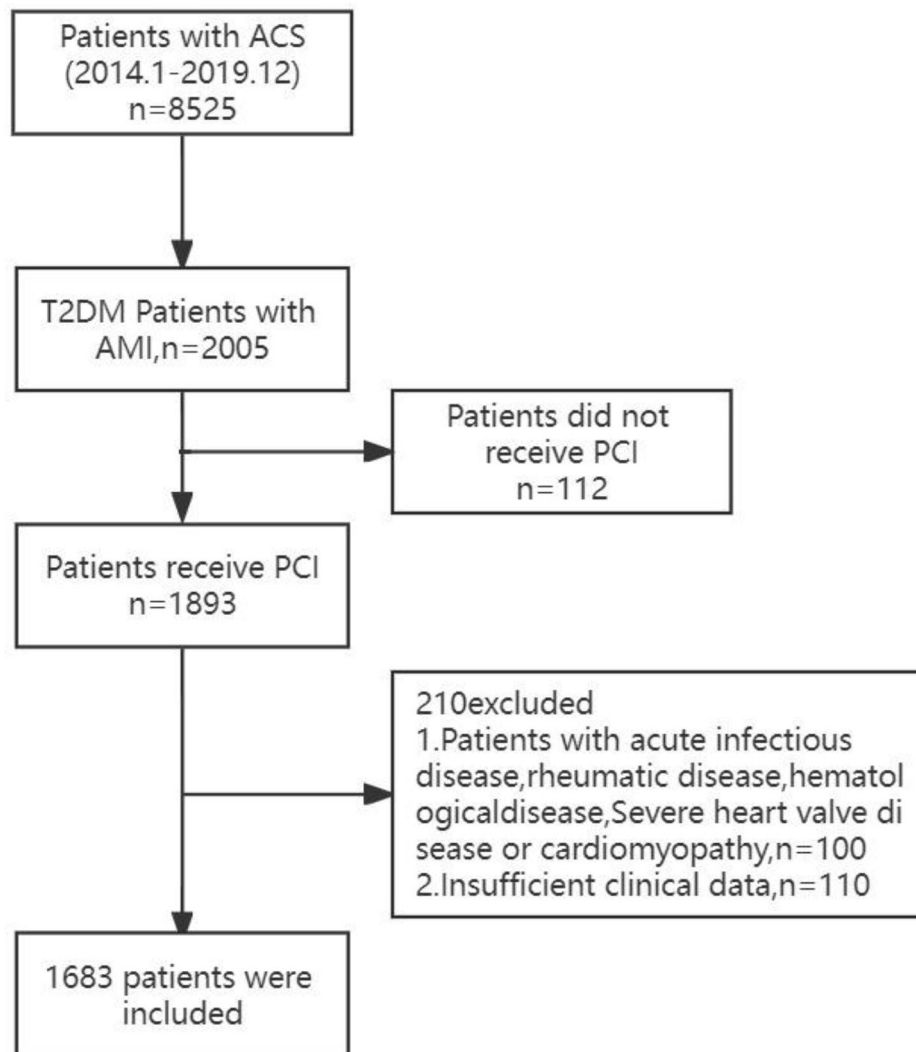 Patients with ACS
(2014.1-2019.12)
n=8525
T2DM Patients with
AMI,n=2005
Patients did not
receive PCI
n=112
Patients receive PCI
n=1893
210excluded
1.Patients with acute infectious
disease,rheumatic disease,hematol
ogicaldisease,Severe heart valve di
sease or cardiomyopathy,n=100
2.Insufficient clinical data,n=110
1683 patients were
included